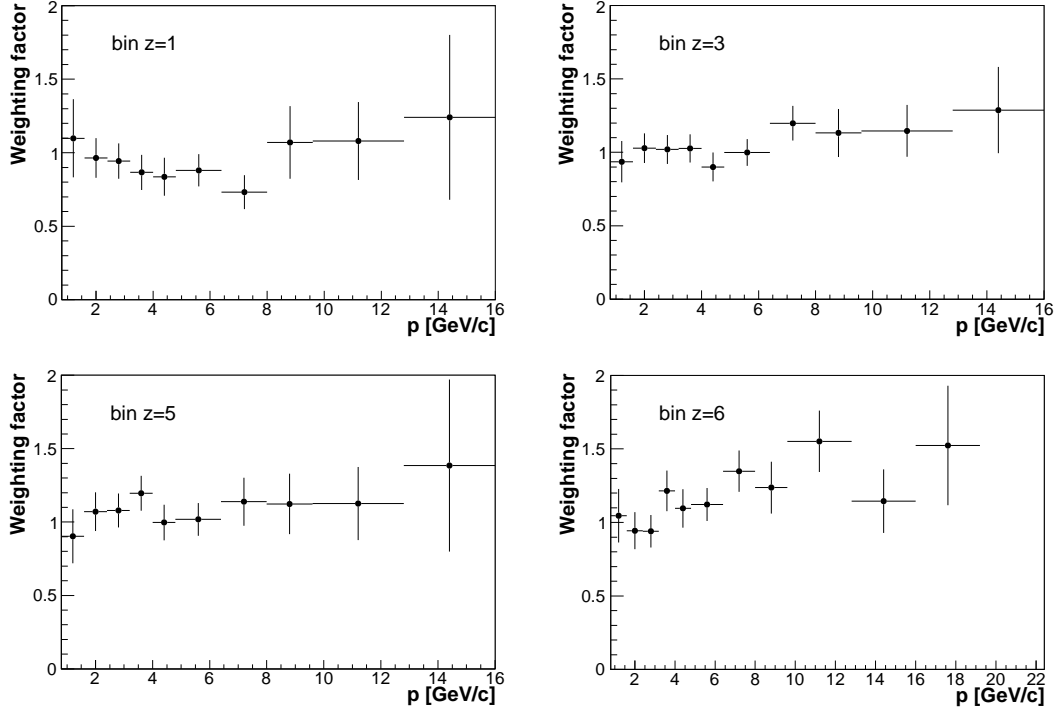 Weighting factor
2
1.5
1
0.5
0
bin z=1
2 4 6 8 10 12 14 16
p [GeV/c]
Weighting factor
2
1.5
1
0.5
0
bin z=3
2 4 6 8 10 12 14 16
p [GeV/c]
Weighting factor
2
1.5
1
0.5
0
bin z=5
2 4 6 8 10 12 14 16
p [GeV/c]
Weighting factor
2
1.5
1
0.5
0
bin z=6
2 4 6 8 10 12 14 16 18 20 22
p [GeV/c]